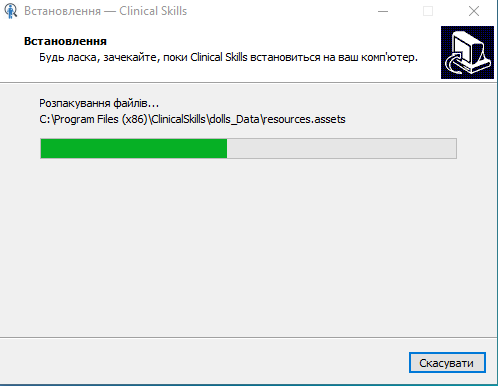 Встановлення — Clinical Skills
Встановлення
Будь ласка, зачекайте, поки Clinical Skills встановиться на ваш комп'ютер.
Розпакування файлів...
C:\Program Files (x86)\ClinicalSkills\dolls_Data\resources.assets
Скасувати